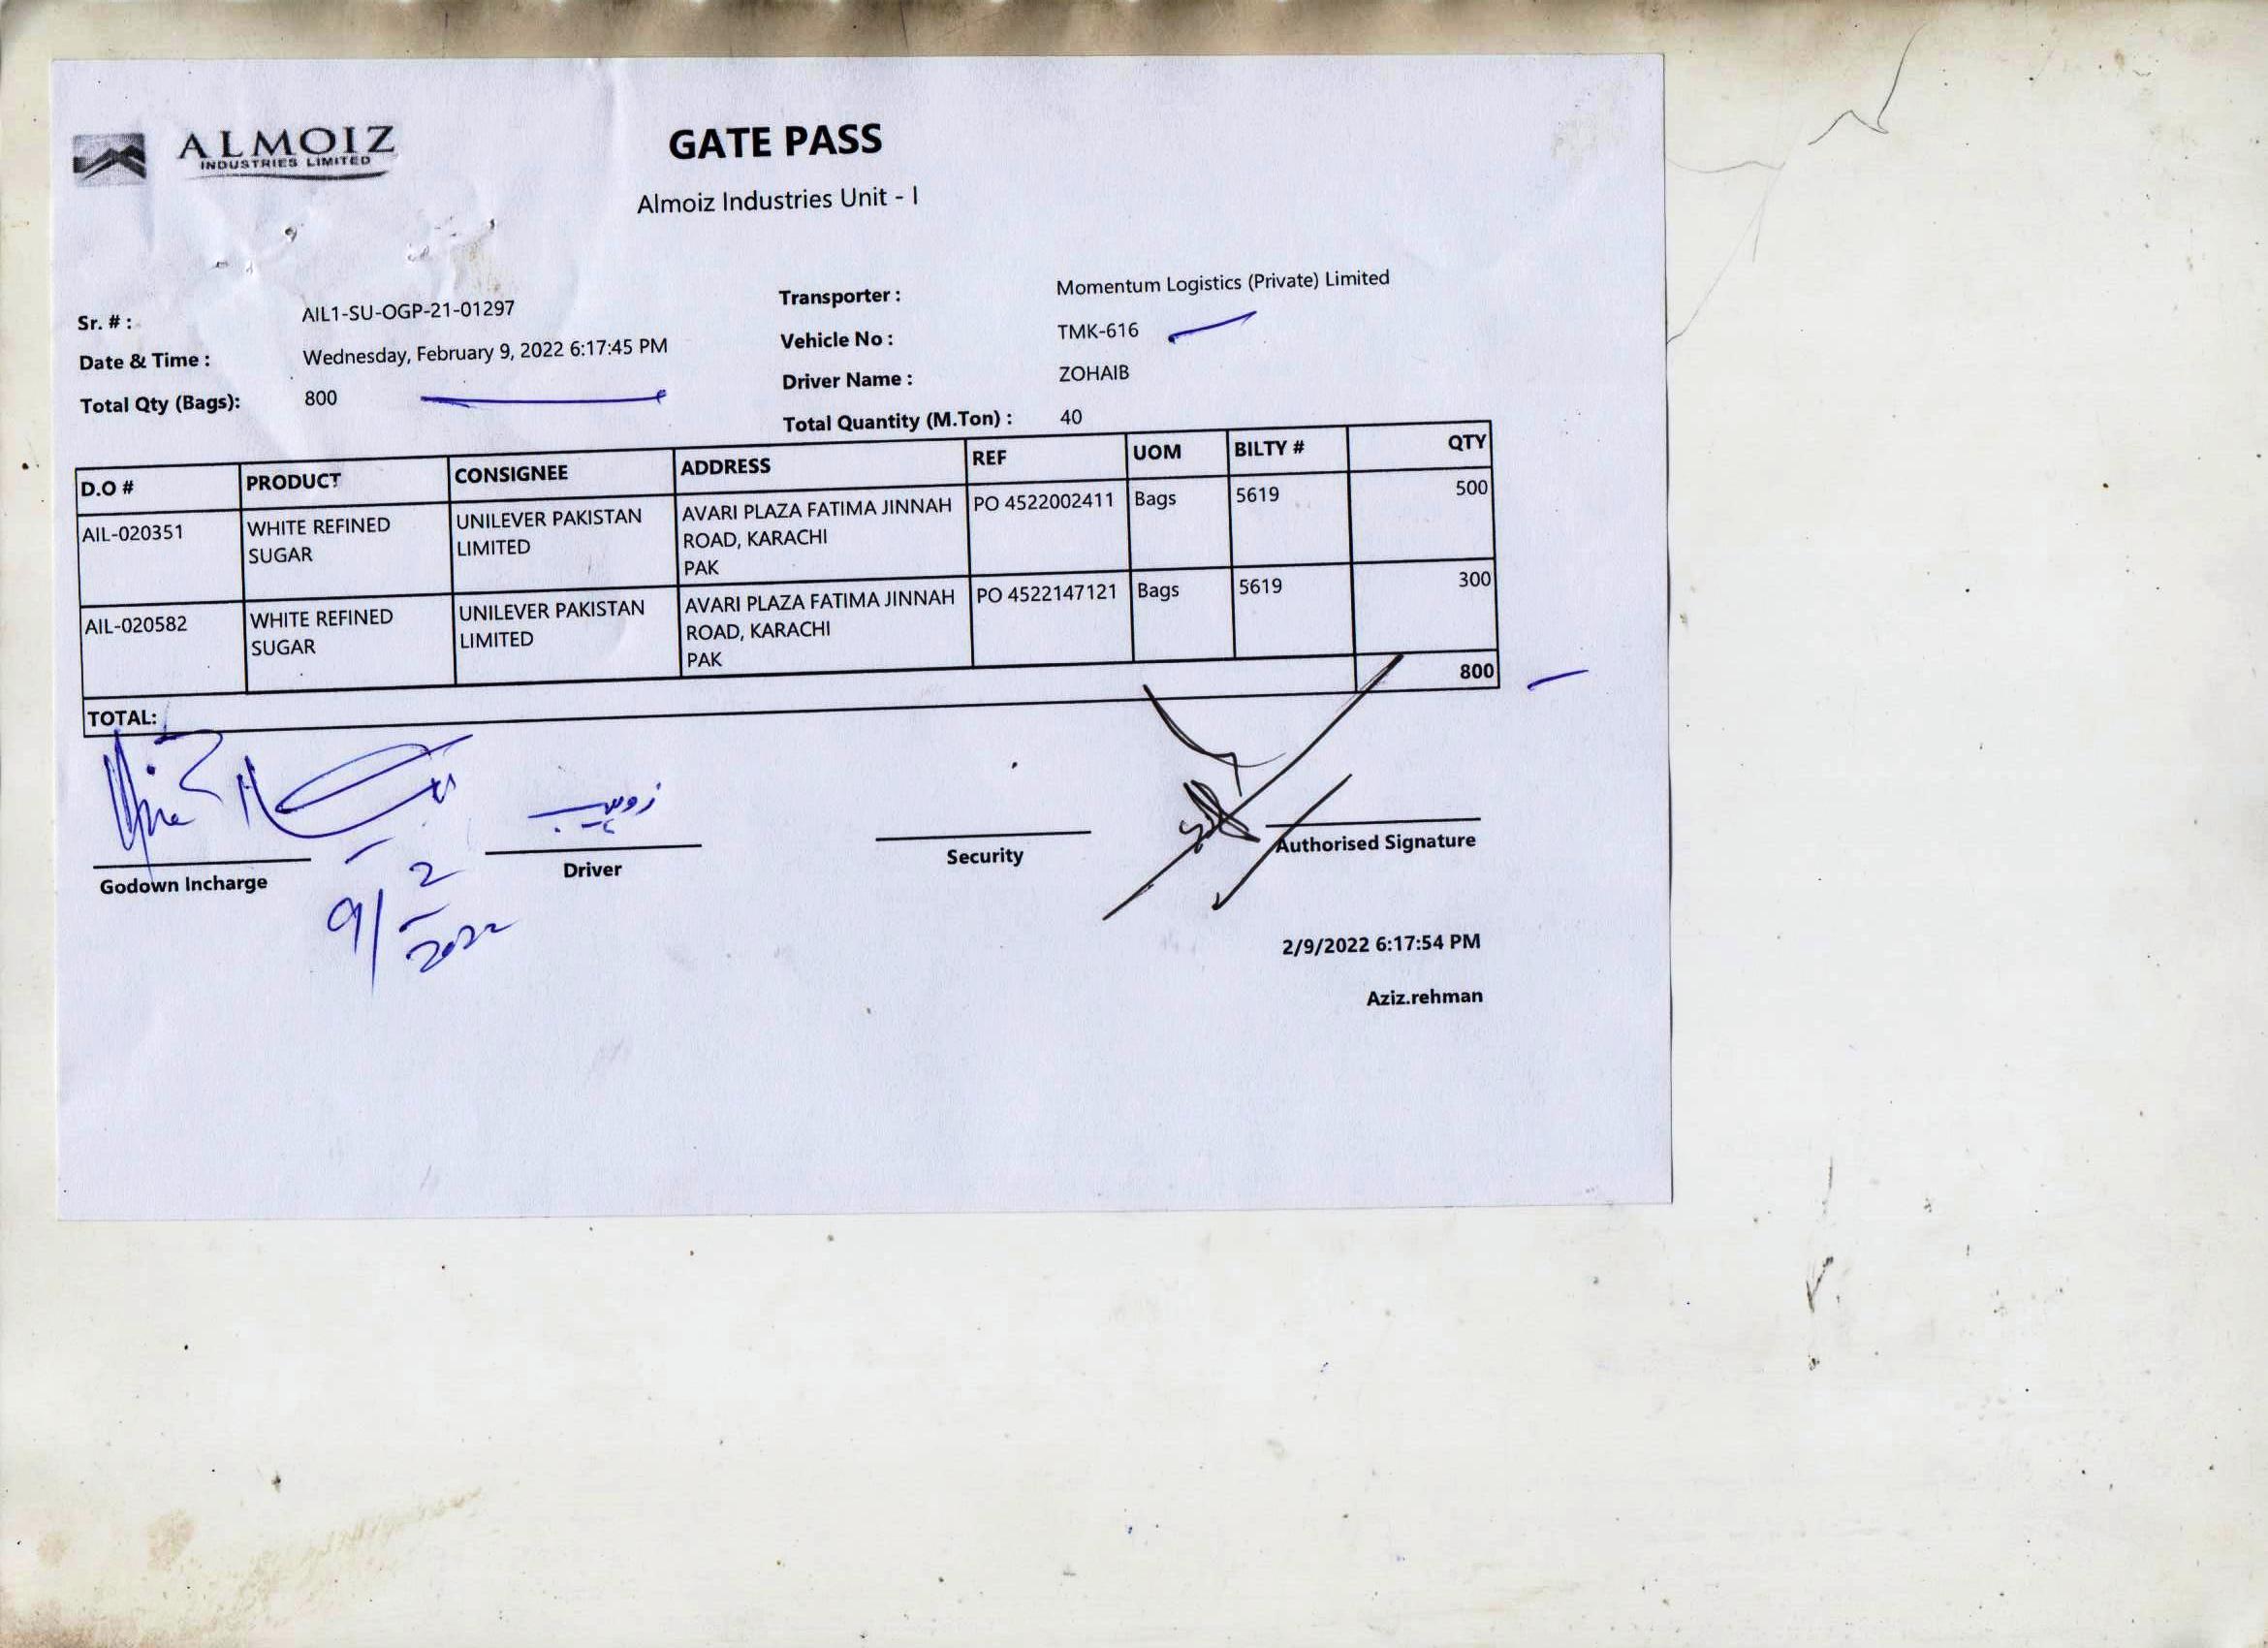 ALMOIZ
INDUSTRIES LIMITED
GATE PASS
Almoiz Industries Unit - I
Sr. # : AIL1-SU-OGP-21-01297
Date & Time : Wednesday, February 9, 2022 6:17:45 PM
Total Qty (Bags): 800
Transporter : Momentum Logistics (Private) Limited
Vehicle No : TMK-616
Driver Name : ZOHAIB
Total Quantity (M.Ton) : 40
D.O # PRODUCT CONSIGNEE ADDRESS REF UOM BILTY # QTY
AIL-020351 WHITE REFINED UNILEVER PAKISTAN AVARI PLAZA FATIMA JINNAH PO 4522002411 Bags 5619 500
SUGAR LIMITED ROAD, KARACHI
PAK
AIL-020582 WHITE REFINED UNILEVER PAKISTAN AVARI PLAZA FATIMA JINNAH PO 4522147121 Bags 5619 300
SUGAR LIMITED ROAD, KARACHI
PAK
TOTAL: 800
زوہیب
Godown Incharge Driver Security Authorised Signature
9/2
2022
2/9/2022 6:17:54 PM
Aziz.rehman